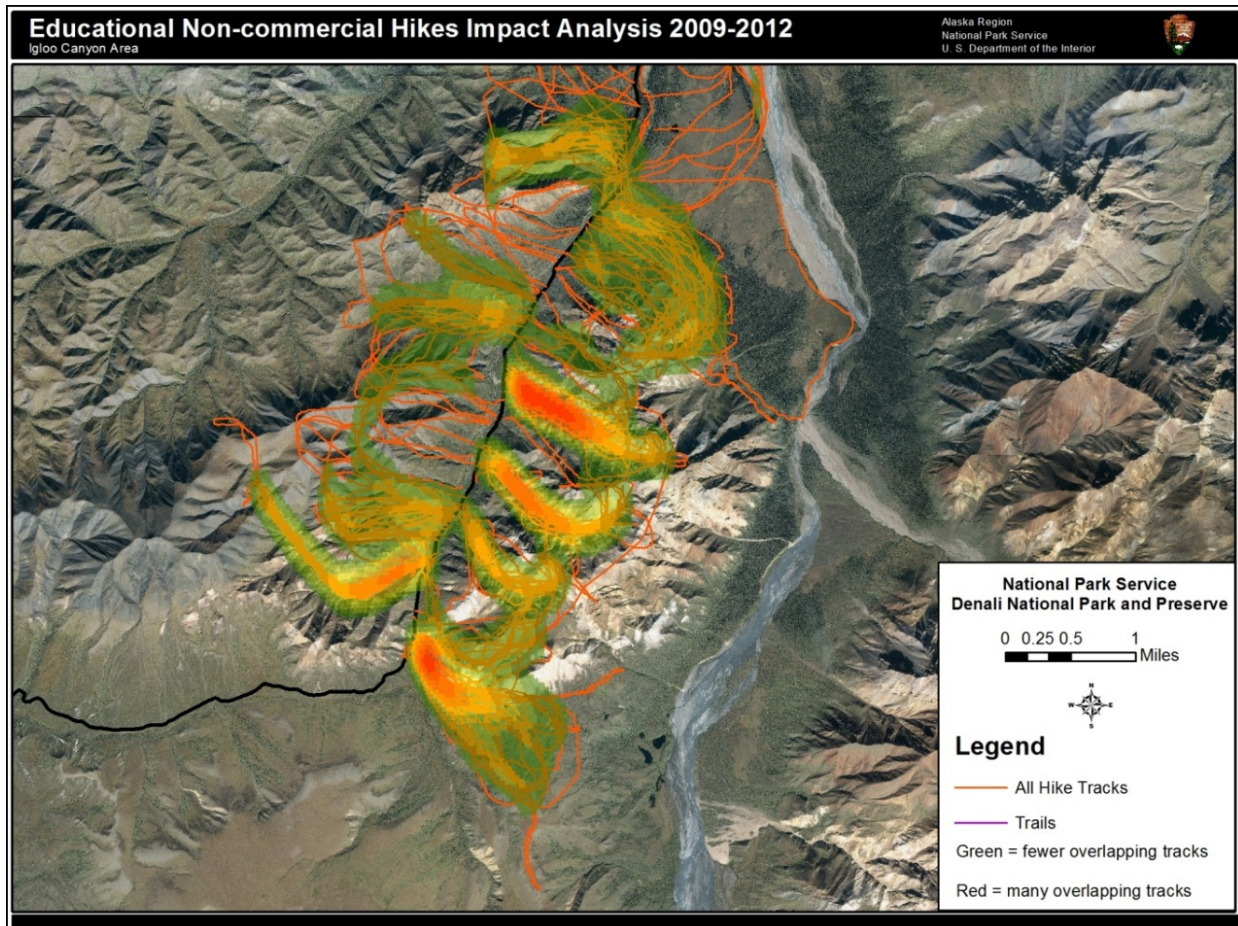 Educational Non-commercial Hikes Impact Analysis 2009-2012
Igloo Canyon Area
Alaska Region
National Park Service
U. S. Department of the Interior
National Park Service
Denali National Park and Preserve
0 0.25 0.5 1
Miles
N
W E
S
Legend
All Hike Tracks
Trails
Green = fewer overlapping tracks
Red = many overlapping tracks